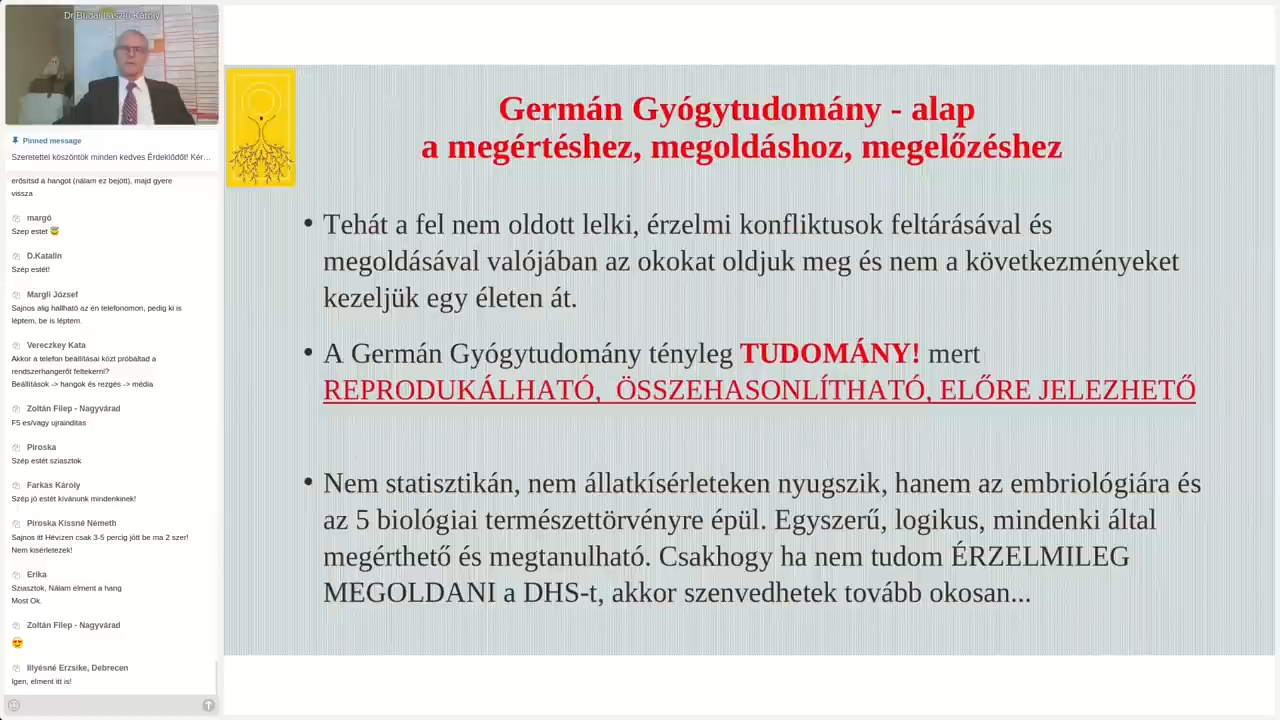 Dr Budai László Károly
Pinned message
Szeretettel köszöntök minden kedves Érdeklődőt! Kér...
erősítsd a hangot (nálam ez bejött), majd gyere
vissza
margó
Szep estet
D.Katalin
Szép estét!
Margli József
Sajnos alig hallható az én telefonomon, pedig ki is
léptem, be is léptem.
Vereczkey Kata
Akkor a telefon beállításai közt próbáltad a
rendszerhangerőt feltekerni?
Beállítások -> hangok és rezgés -> média
Zoltán Filep - Nagyvárad
F5 es/vagy ujrainditas
Piroska
Szép estét sziasztok
Farkas Károly
Szép jó estét kívánunk mindenkinek!
Piroska Kissné Németh
Sajnos itt Hévízen csak 3-5 percig jött be ma 2 szer!
Nem kísérletezek!
Erika
Sziasztok, Nálam elment a hang
Most Ok.
Zoltán Filep - Nagyvárad
Illyésné Erzsike, Debrecen
Igen, elment itt is!
Germán Gyógytudomány - alap
a megértéshez, megoldáshoz, megelőzéshez
• Tehát a fel nem oldott lelki, érzelmi konfliktusok feltárásával és
megoldásával valójában az okokat oldjuk meg és nem a következményeket
kezeljük egy életen át.
• A Germán Gyógytudomány tényleg TUDOMÁNY! mert
REPRODUKÁLHATÓ, ÖSSZEHASONLÍTHATÓ, ELŐRE JELEZHETŐ
• Nem statisztikán, nem állatkísérleteken nyugszik, hanem az embriológiára és
az 5 biológiai természettörvényre épül. Egyszerű, logikus, mindenki által
megérthető és megtanulható. Csakhogy ha nem tudom ÉRZELMILEG
MEGOLDANI a DHS-t, akkor szenvedhetek tovább okosan...